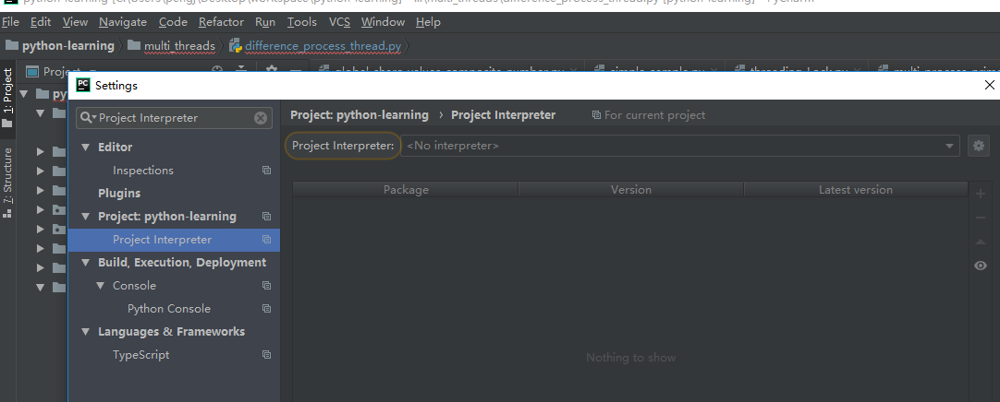 File Edit View Navigate Code Refactor Run Tools VCS Window Help
python-learning multi_threads difference_process_thread.py
1: Project
Project
PC Settings
Project Interpreter
Project: python-learning › Project Interpreter For current project
Editor
Project Interpreter: <No interpreter>
Inspections
Plugins
Package Version Latest version
Project: python-learning
Project Interpreter
Build, Execution, Deployment
Console
Python Console
Languages & Frameworks
TypeScript
Nothing to show
Z: Structure